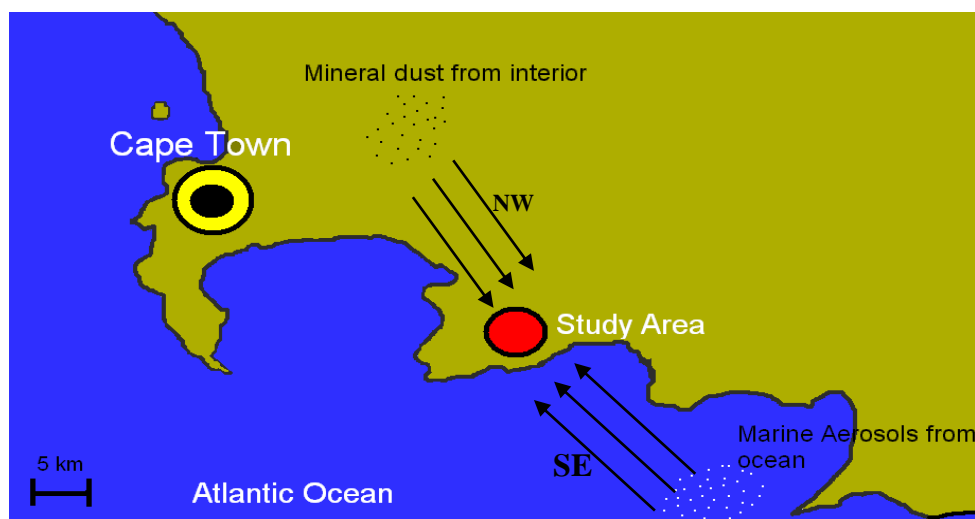 Mineral dust from interior
Cape Town
NW
Study Area
Marine Aerosols from
ocean
SE
5 km
Atlantic Ocean